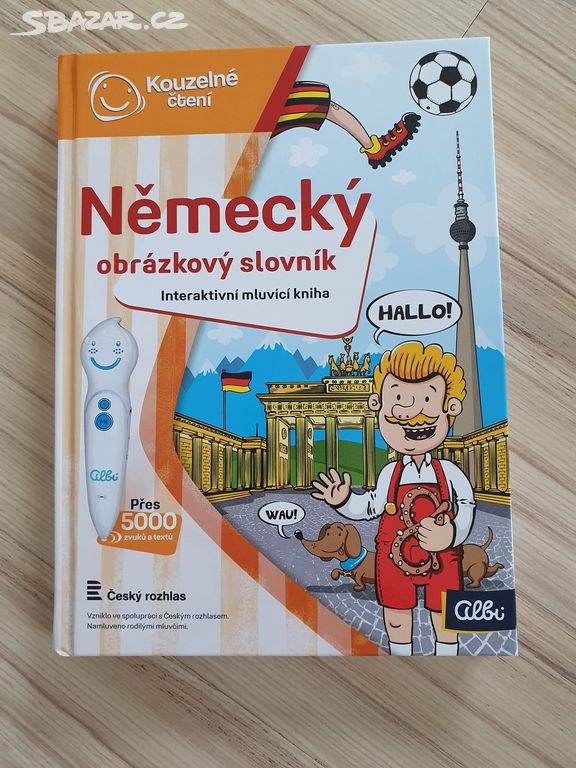 SBAZAR.CZ
Kouzelné
čtení
Německý
obrázkový slovník
Interaktivní mluvící kniha
HALLO!
WAU!
albi
Přes
5000
zvuků a textů
Český rozhlas
Vzniklo ve spolupráci s Českým rozhlasem.
Namluveno rodilými mluvčími.
albi